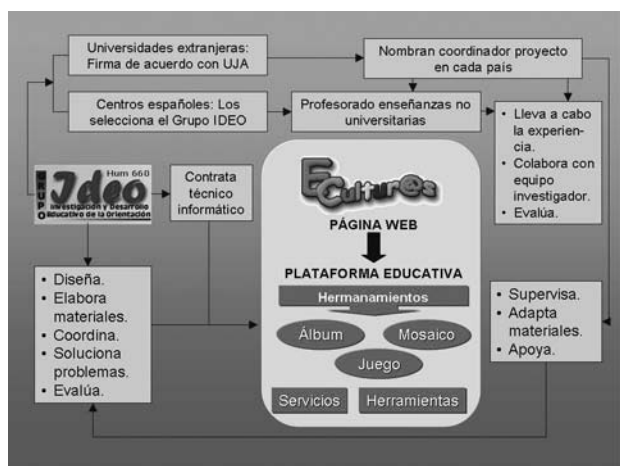 Universidades extranjeras:
Firma de acuerdo con UJA
Nombran coordinador proyecto
en cada país
Centros españoles: Los
selecciona el Grupo IDEO
Profesorado enseñanzas no
universitarias
• Lleva a cabo
la experien-
cia.
• Colabora con
equipo
investigador.
• Evalúa.
GRUPO
Hum 660
Ideo
Investigación y Desarrollo
Educativo de la Orientación
Contrata
técnico
informático
ECultur@s
PÁGINA WEB
PLATAFORMA EDUCATIVA
Hermanamientos
Álbum
Mosaico
Juego
Servicios
Herramientas
• Diseña.
• Elabora
materiales.
• Coordina.
• Soluciona
problemas.
• Evalúa.
• Supervisa.
• Adapta
materiales.
• Apoya.